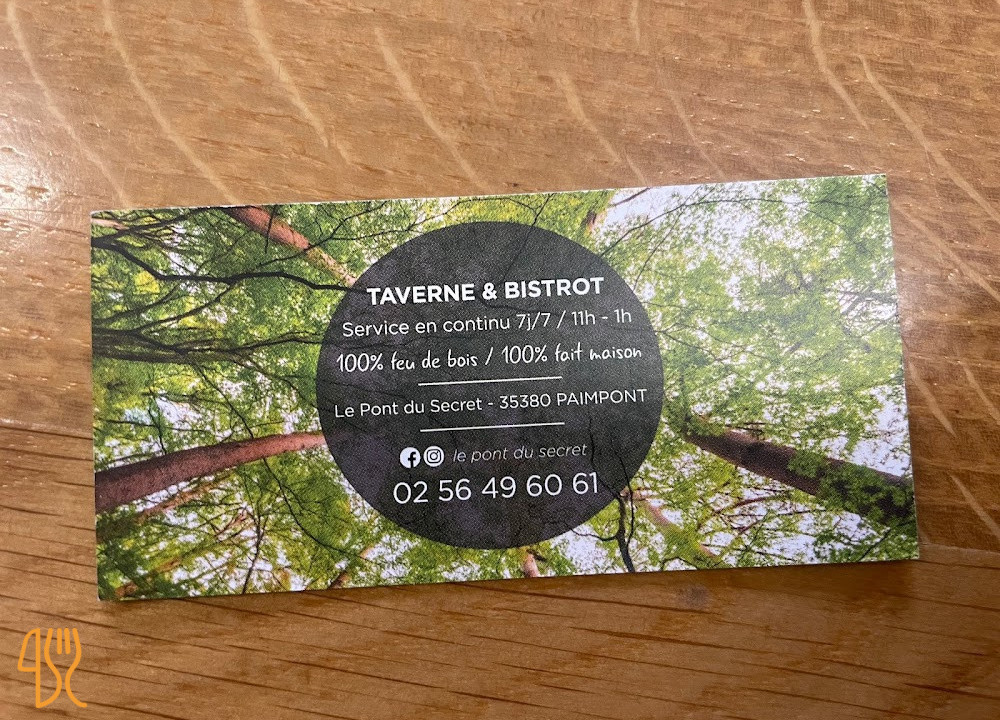 TAVERNE & BISTROT
Service en continu 7j/7 / 11h - 1h
100% feu de bois / 100% fait maison
Le Pont du Secret - 35380 PAIMPONT
le pont du secret
02 56 49 60 61